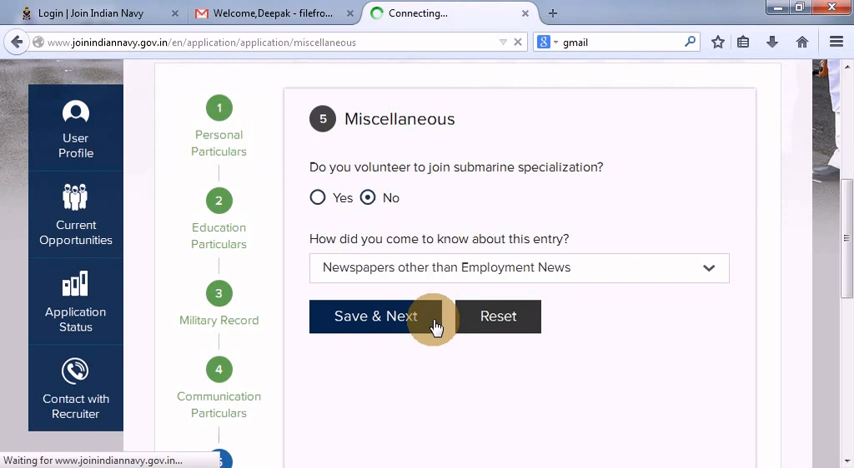 Login | Join Indian Navy
Welcome,Deepak - filefro...
Connecting...
www.joinindiannavy.gov.in/en/application/application/miscellaneous
gmail
User
Profile
Current
Opportunities
Application
Status
Contact with
Recruiter
1
Personal
Particulars
2
Education
Particulars
3
Military Record
4
Communication
Particulars
5 Miscellaneous
Do you volunteer to join submarine specialization?
Yes No
How did you come to know about this entry?
Newspapers other than Employment News
Save & Next
Reset
Waiting for www.joinindiannavy.gov.in...